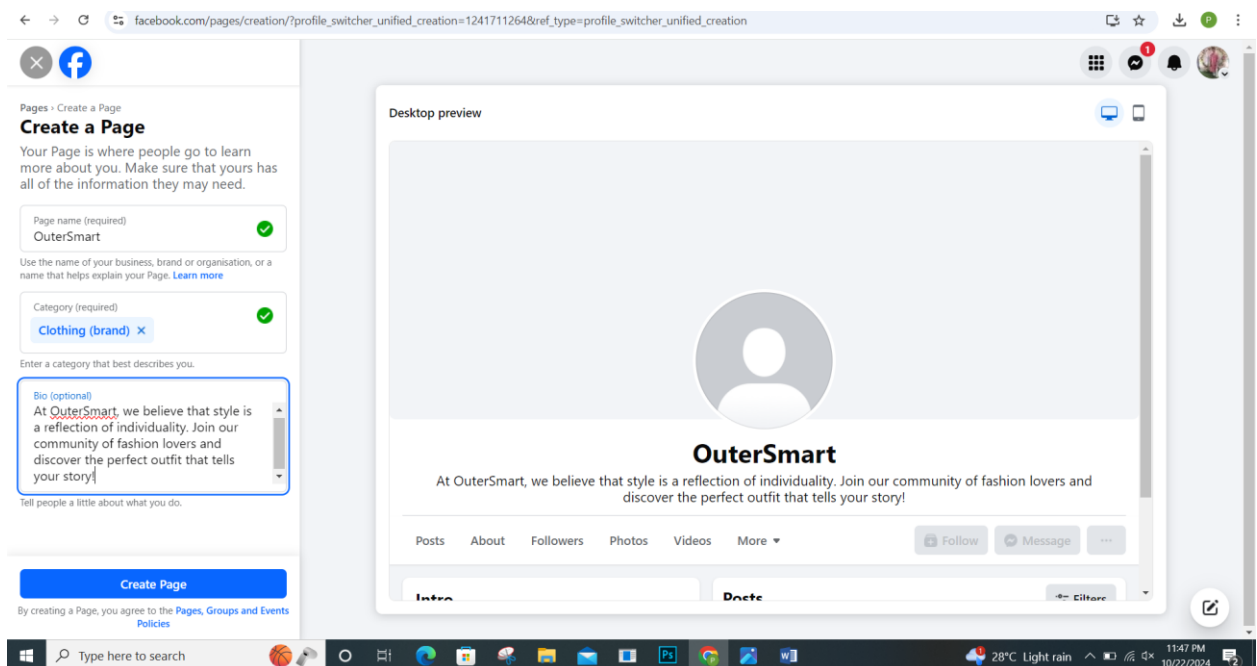 facebook.com/pages/creation/?profile_switcher_unified_creation=1241711264&ref_type=profile_switcher_unified_creation
P
1
Pages › Create a Page
Create a Page
Your Page is where people go to learn
more about you. Make sure that yours has
all of the information they may need.
Page name (required)
OuterSmart
Use the name of your business, brand or organisation, or a
name that helps explain your Page. Learn more
Category (required)
Clothing (brand) ×
Enter a category that best describes you.
Bio (optional)
At OuterSmart, we believe that style is
a reflection of individuality. Join our
community of fashion lovers and
discover the perfect outfit that tells
your story!
Tell people a little about what you do.
Create Page
By creating a Page, you agree to the Pages, Groups and Events
Policies
Desktop preview
OuterSmart
At OuterSmart, we believe that style is a reflection of individuality. Join our community of fashion lovers and
discover the perfect outfit that tells your story!
Posts About Followers Photos Videos More Follow Message ...
Intro Posts Filters
Type here to search Ps W 28°C Light rain 11:47 PM
10/22/2024